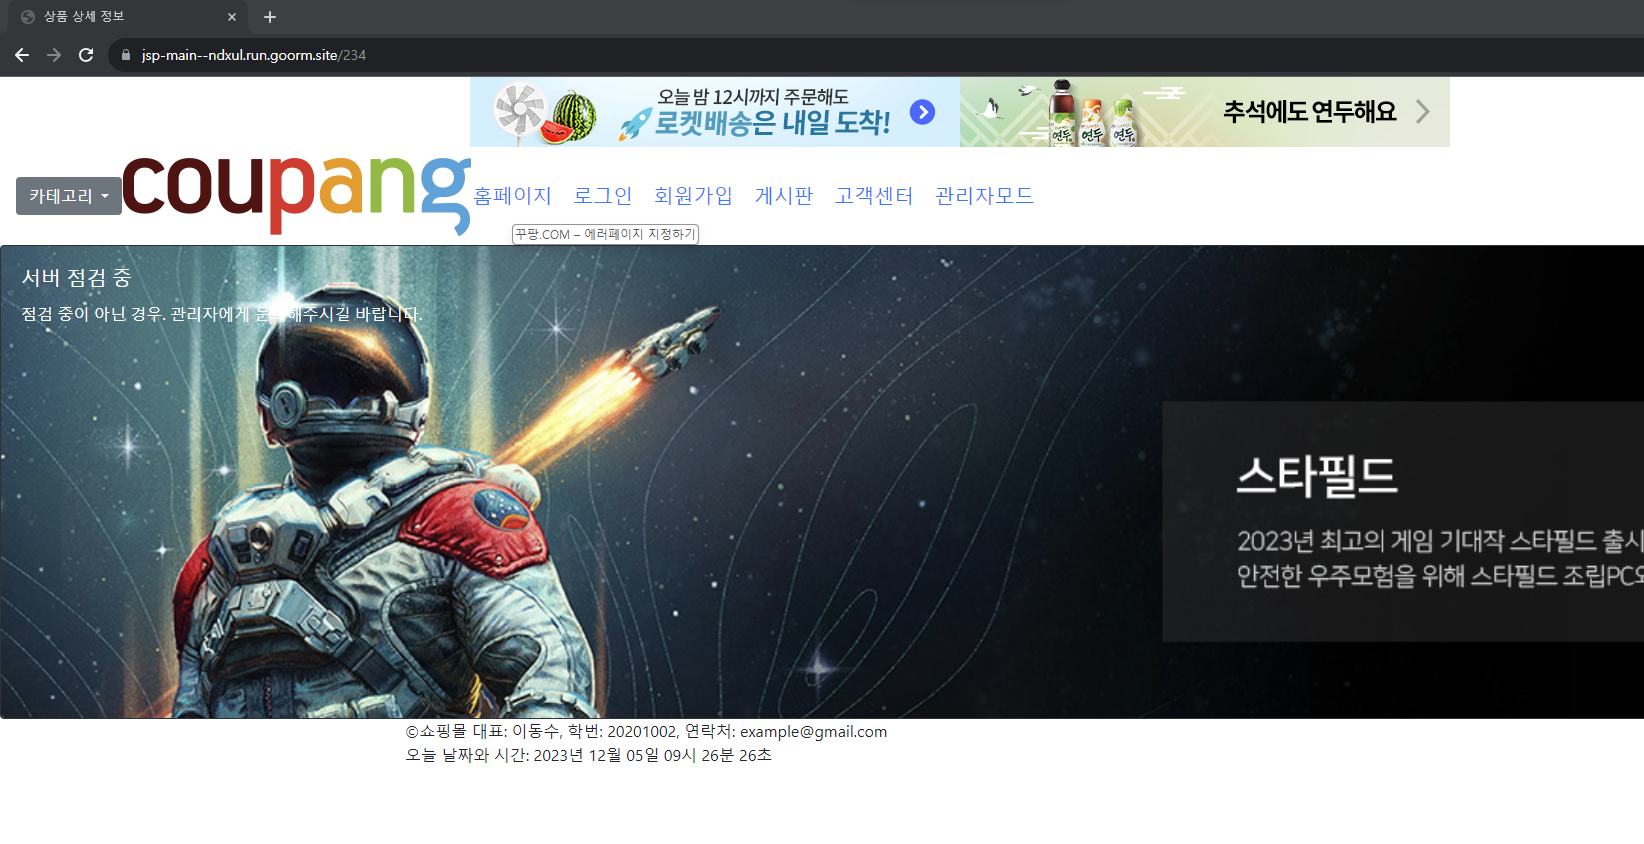 상품 상세 정보
jsp-main--ndxul.run.goorm.site/234
오늘 밤 12시까지 주문해도
로켓배송은 내일 도착!
연두 연두 연두
추석에도 연두해요
카테고리
coupang
홈페이지 로그인 회원가입 게시판 고객센터 관리자모드
꾸팡.COM – 에러페이지 지정하기
서버 점검 중
점검 중이 아닌 경우. 관리자에게 문의해주시길 바랍니다.
스타필드
2023년 최고의 게임 기대작 스타필드 출시
안전한 우주모험을 위해 스타필드 조립PC와
©쇼핑몰 대표: 이동수, 학번: 20201002, 연락처: example@gmail.com
오늘 날짜와 시간: 2023년 12월 05일 09시 26분 26초